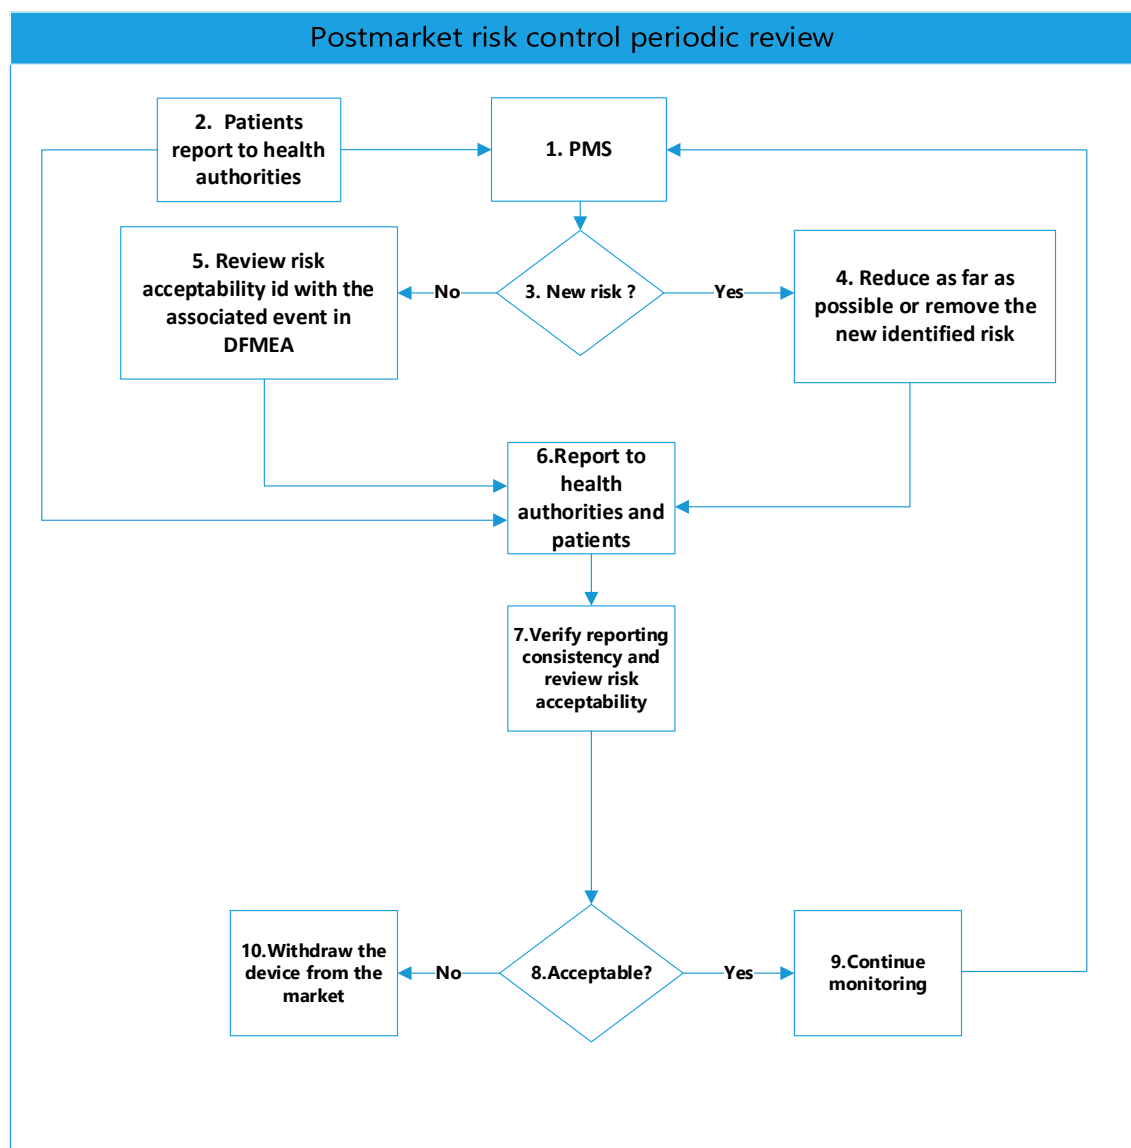 Postmarket risk control periodic review
2. Patients
report to health
authorities
1. PMS
5. Review risk
acceptability id with the
associated event in
DFMEA
No
3. New risk ?
Yes
4. Reduce as far as
possible or remove the
new identified risk
6.Report to
health
authorities and
patients
7.Verify reporting
consistency and
review risk
acceptability
10.Withdraw the
device from the
market
No
8.Acceptable?
Yes
9.Continue
monitoring